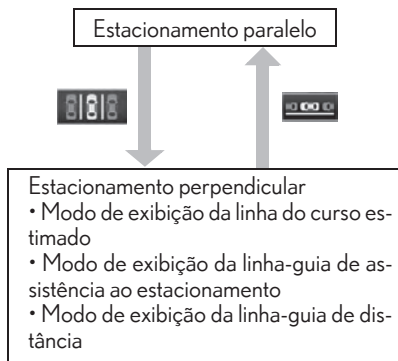 Estacionamento paralelo
Estacionamento perpendicular
• Modo de exibição da linha do curso es-
timado
• Modo de exibição da linha-guia de as-
sistência ao estacionamento
• Modo de exibição da linha-guia de dis-
tância